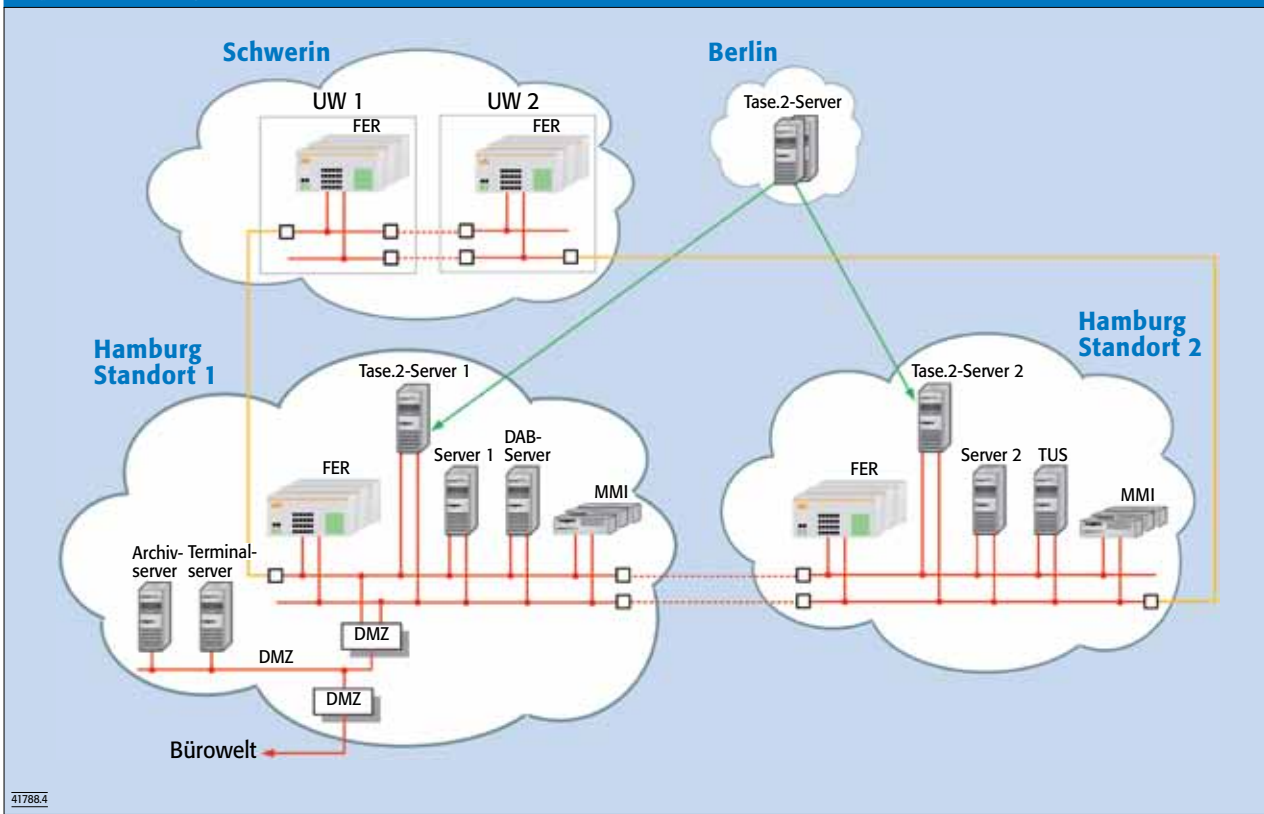 Schwerin
Berlin
UW 1
UW 2
Tase.2-Server
FER
FER
Hamburg
Standort 1
Hamburg
Standort 2
Tase.2-Server 1
Tase.2-Server 2
FER
Server 1
DAB-
Server
MMI
FER
Server 2
TUS
MMI
Archiv-
server
Terminal-
server
DMZ
DMZ
DMZ
Bürowelt
41788.4